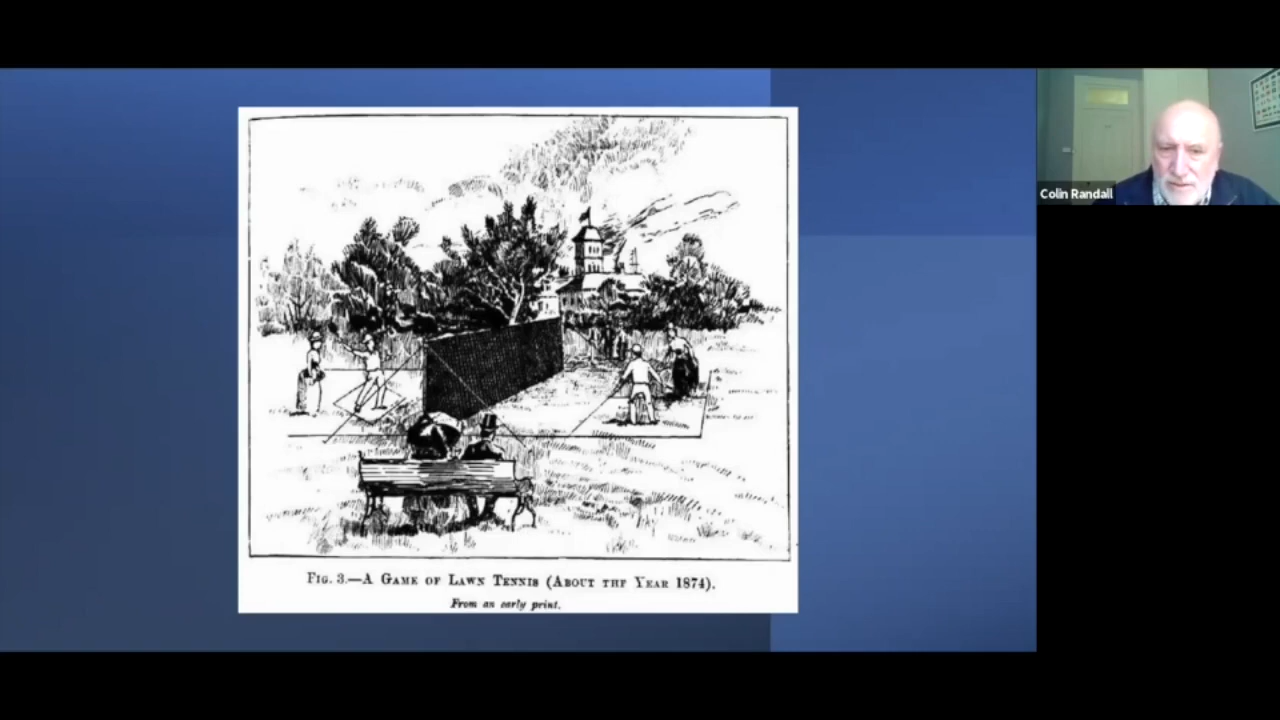 Colin Randall
Fig. 3.—A Game of Lawn Tennis (About the Year 1874).
From an early print.